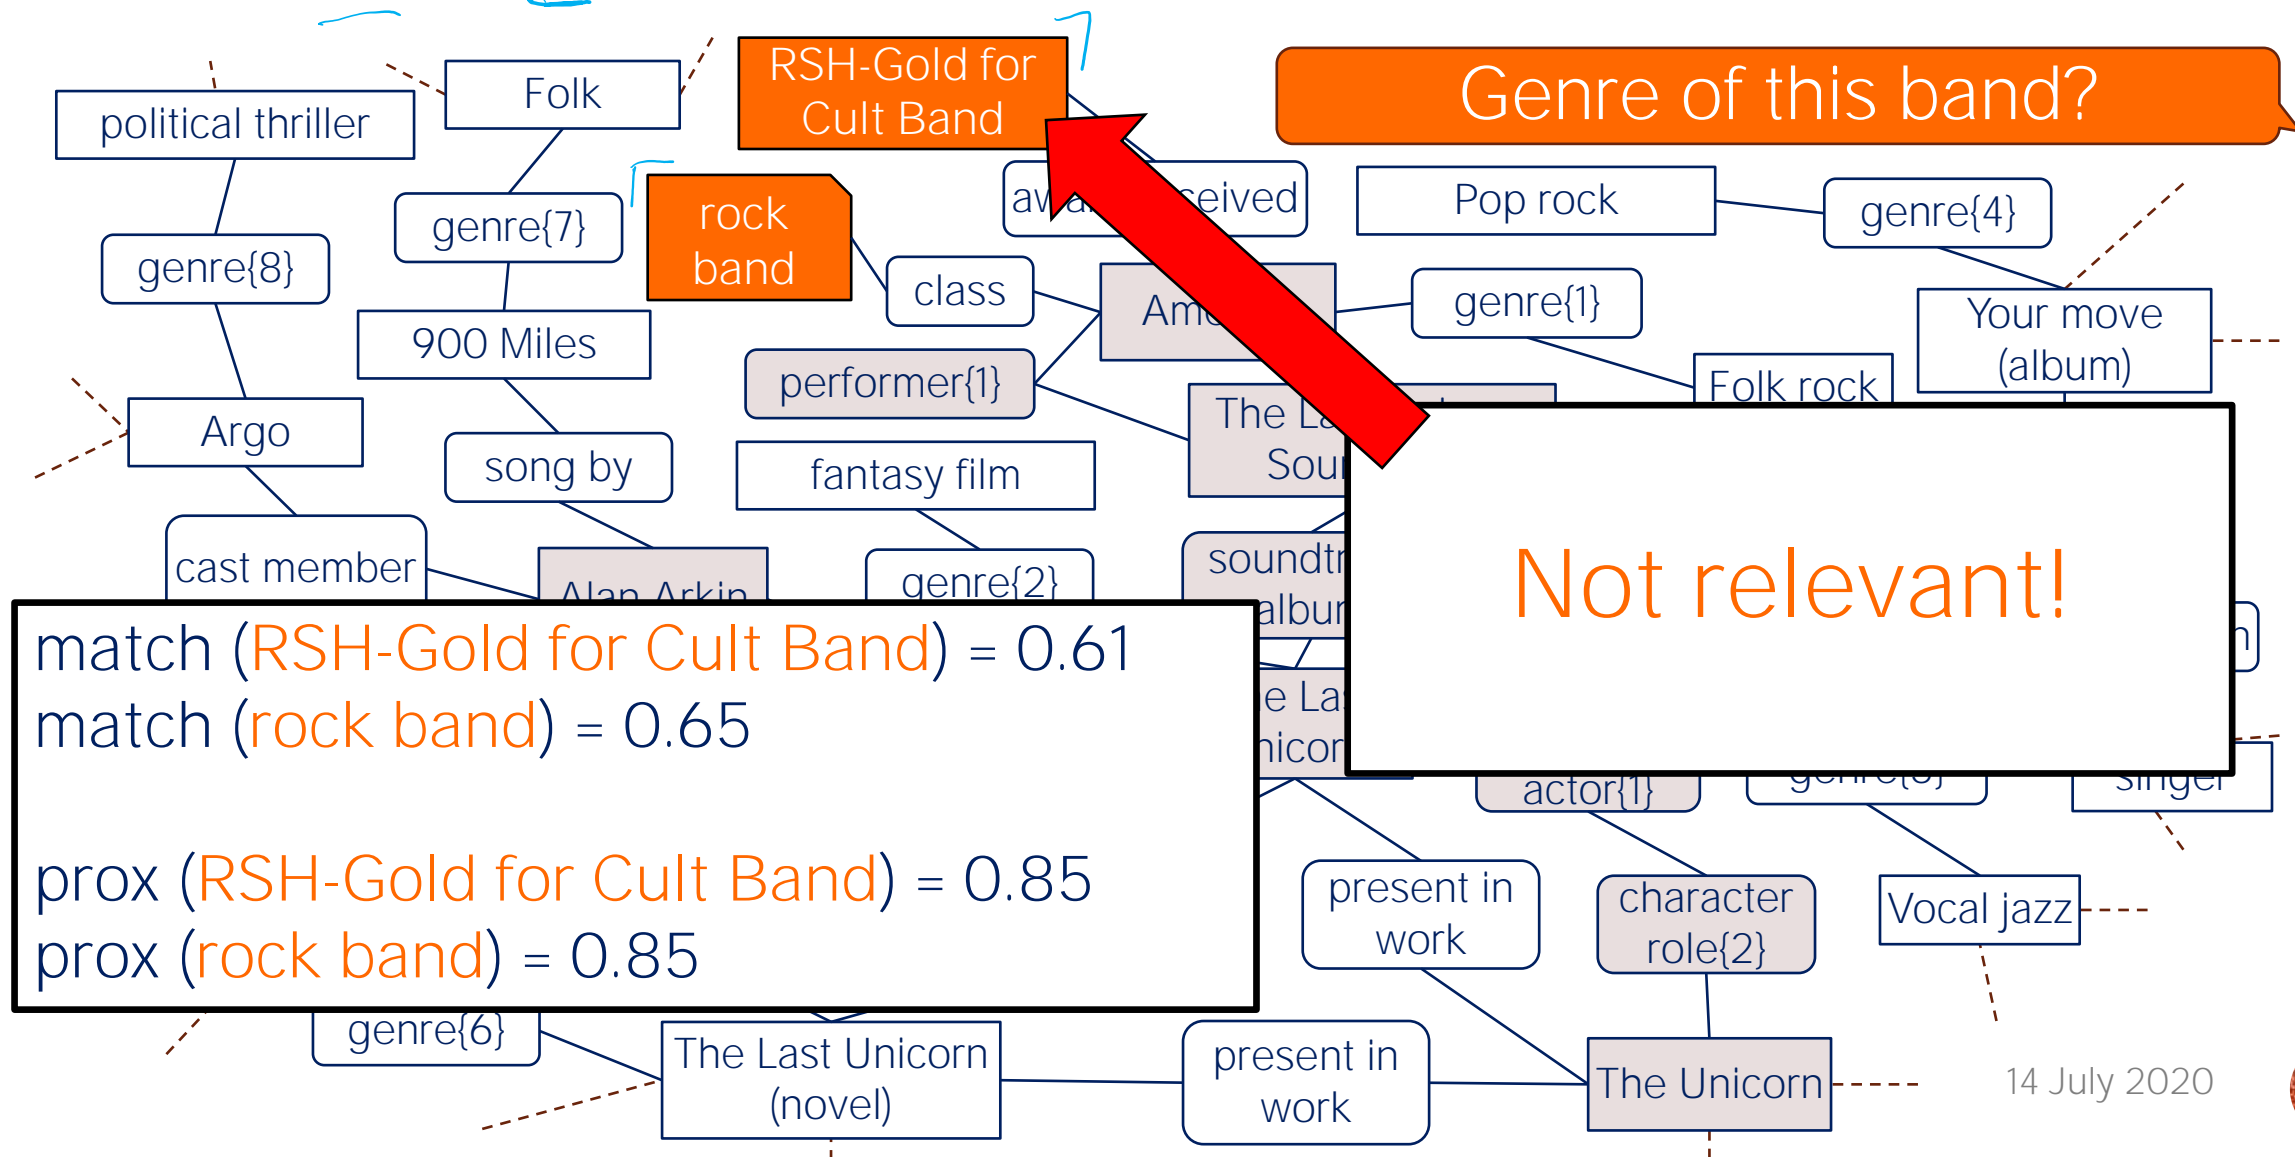 RSH-Gold for
Cult Band
Genre of this band?
Folk
political thriller
rock
band
Pop rock
genre{4}
genre{7}
genre{8}
class
genre{1}
Your move
(album)
900 Miles
performer{1}
Folk rock
The
Argo
song by
fantasy film
cast member
Alan Arkin
genre{2}
Not relevant!
match (RSH-Gold for Cult Band) = 0.61
match (rock band) = 0.65
prox (RSH-Gold for Cult Band) = 0.85
prox (rock band) = 0.85
actor{1}
singer
present in
work
character
role{2}
Vocal jazz
genre{6}
The Last Unicorn
(novel)
present in
work
The Unicorn
14 July 2020